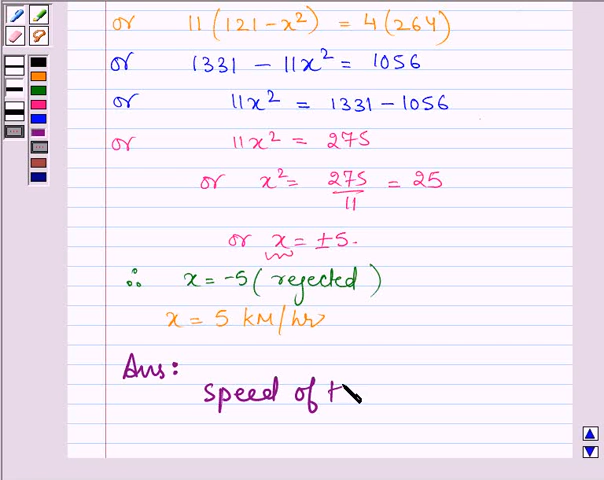 or 11(121-x²) = 4(264)
or 1331 - 11x² = 1056
or 11x² = 1331-1056
or 11x² = 275
or x² = 275/11 = 25
or x = ±5.
∴ x = -5 (rejected)
x = 5 KM/hr
Ans:
speed of t